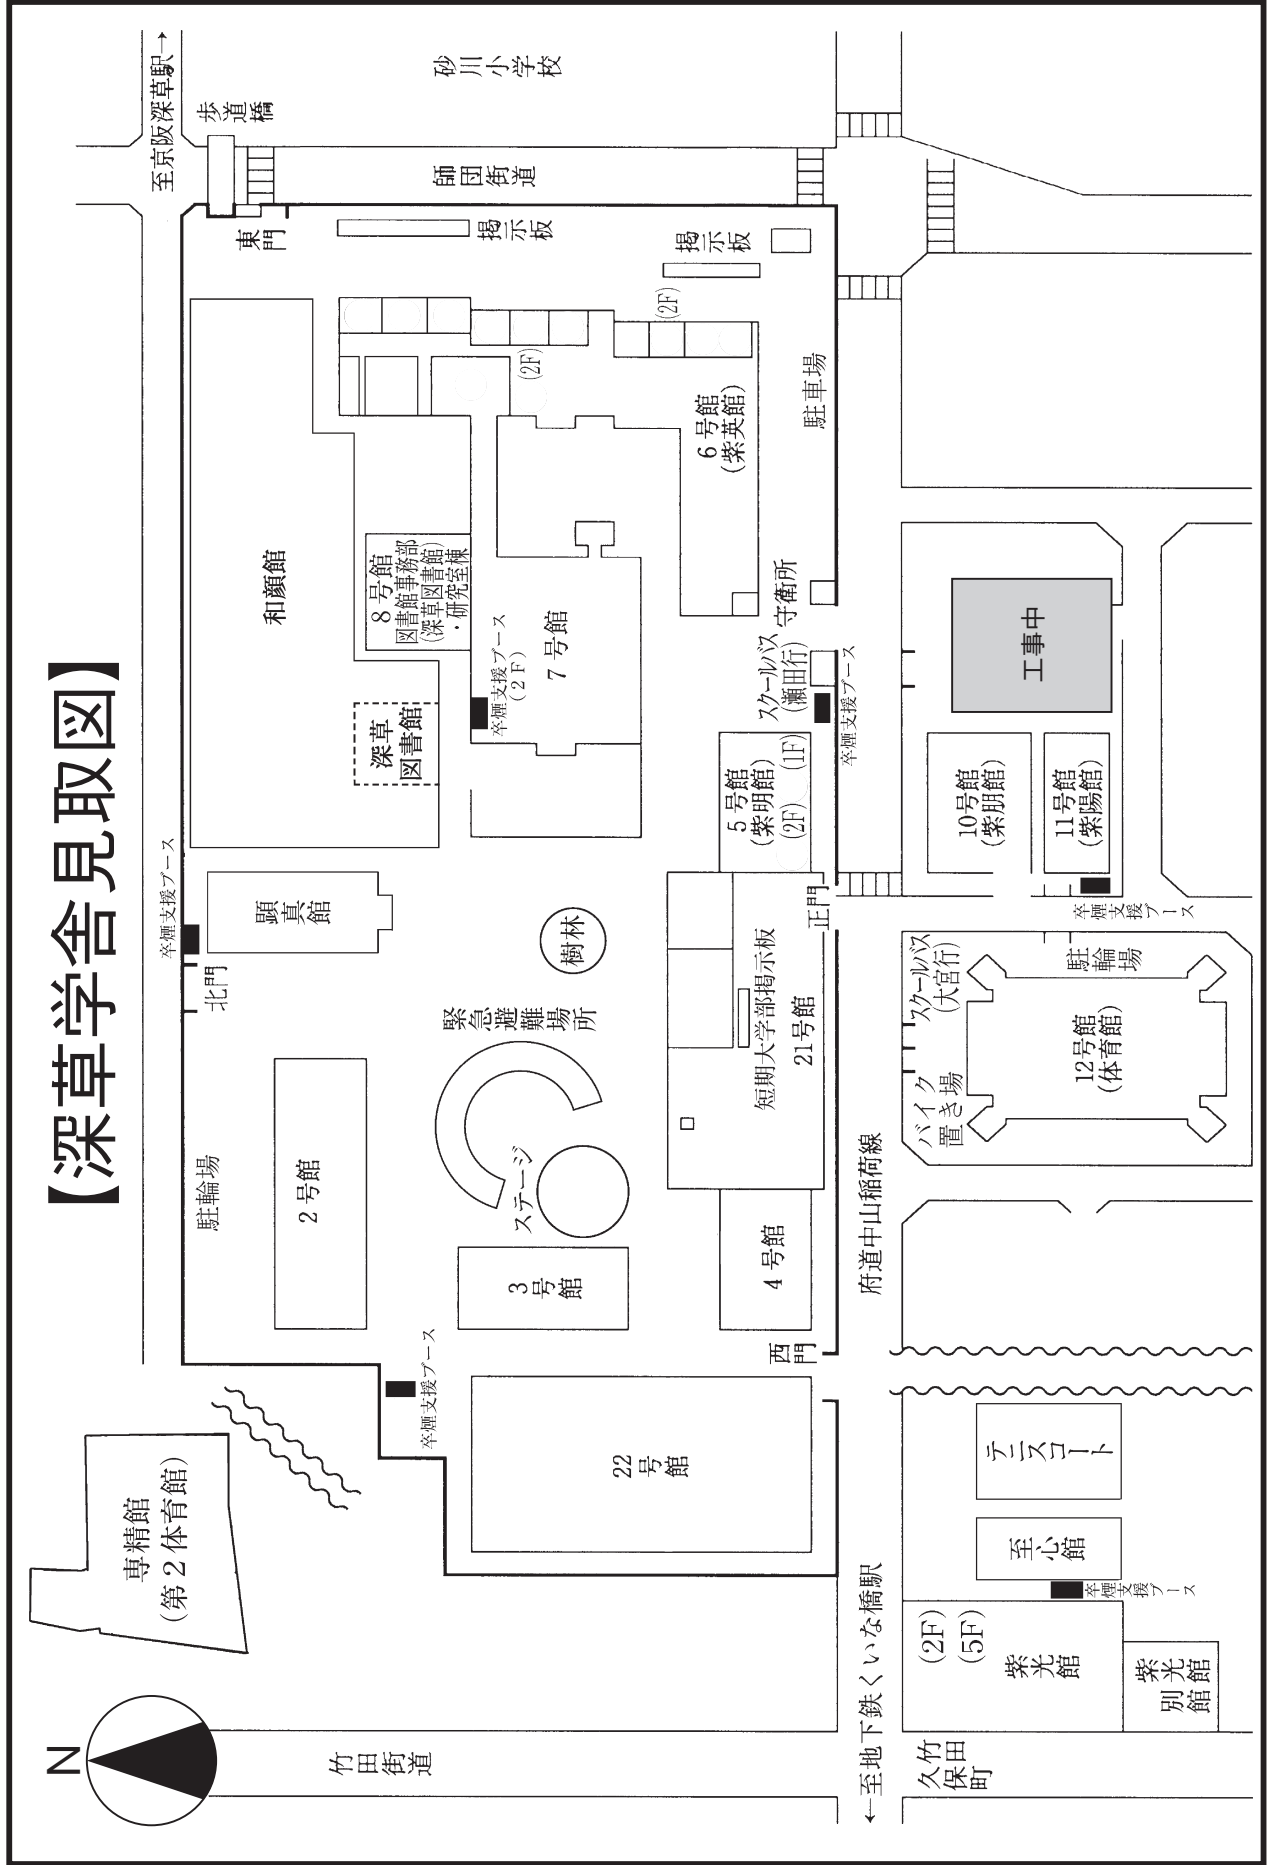 【深草学舎見取図】
N
至京阪深草駅→
歩道橋
砂川小学校
師団街道
東門
掲示板
掲示板
(2F)
(2F)
和顔館
8号館
図書館事務部
(深草図書館)
・研究室棟
深草
図書館
卒煙支援ブース
(2F)
7号館
6号館
(紫英館)
駐車場
守衛所
スクールバス
(瀬田行)
卒煙支援ブース
5号館
(紫明館)
(2F) (1F)
卒煙支援ブース
北門
顕真館
樹林
緊急避難場所
ステージ
短期大学部掲示板
21号館
正門
駐輪場
2号館
3号館
4号館
西門
卒煙支援ブース
22号館
専精館
(第2体育館)
竹田街道
府道中山稲荷線
←至地下鉄くいな橋駅
工事中
10号館
(紫朋館)
11号館
(紫陽館)
卒煙支援ブース
スクールバス
(大宮行)
駐輪場
12号館
(体育館)
バイク
置き場
テニスコート
至心館
卒煙支援ブース
(2F)
(5F)
紫光館
紫光館
別館
竹田
久保町